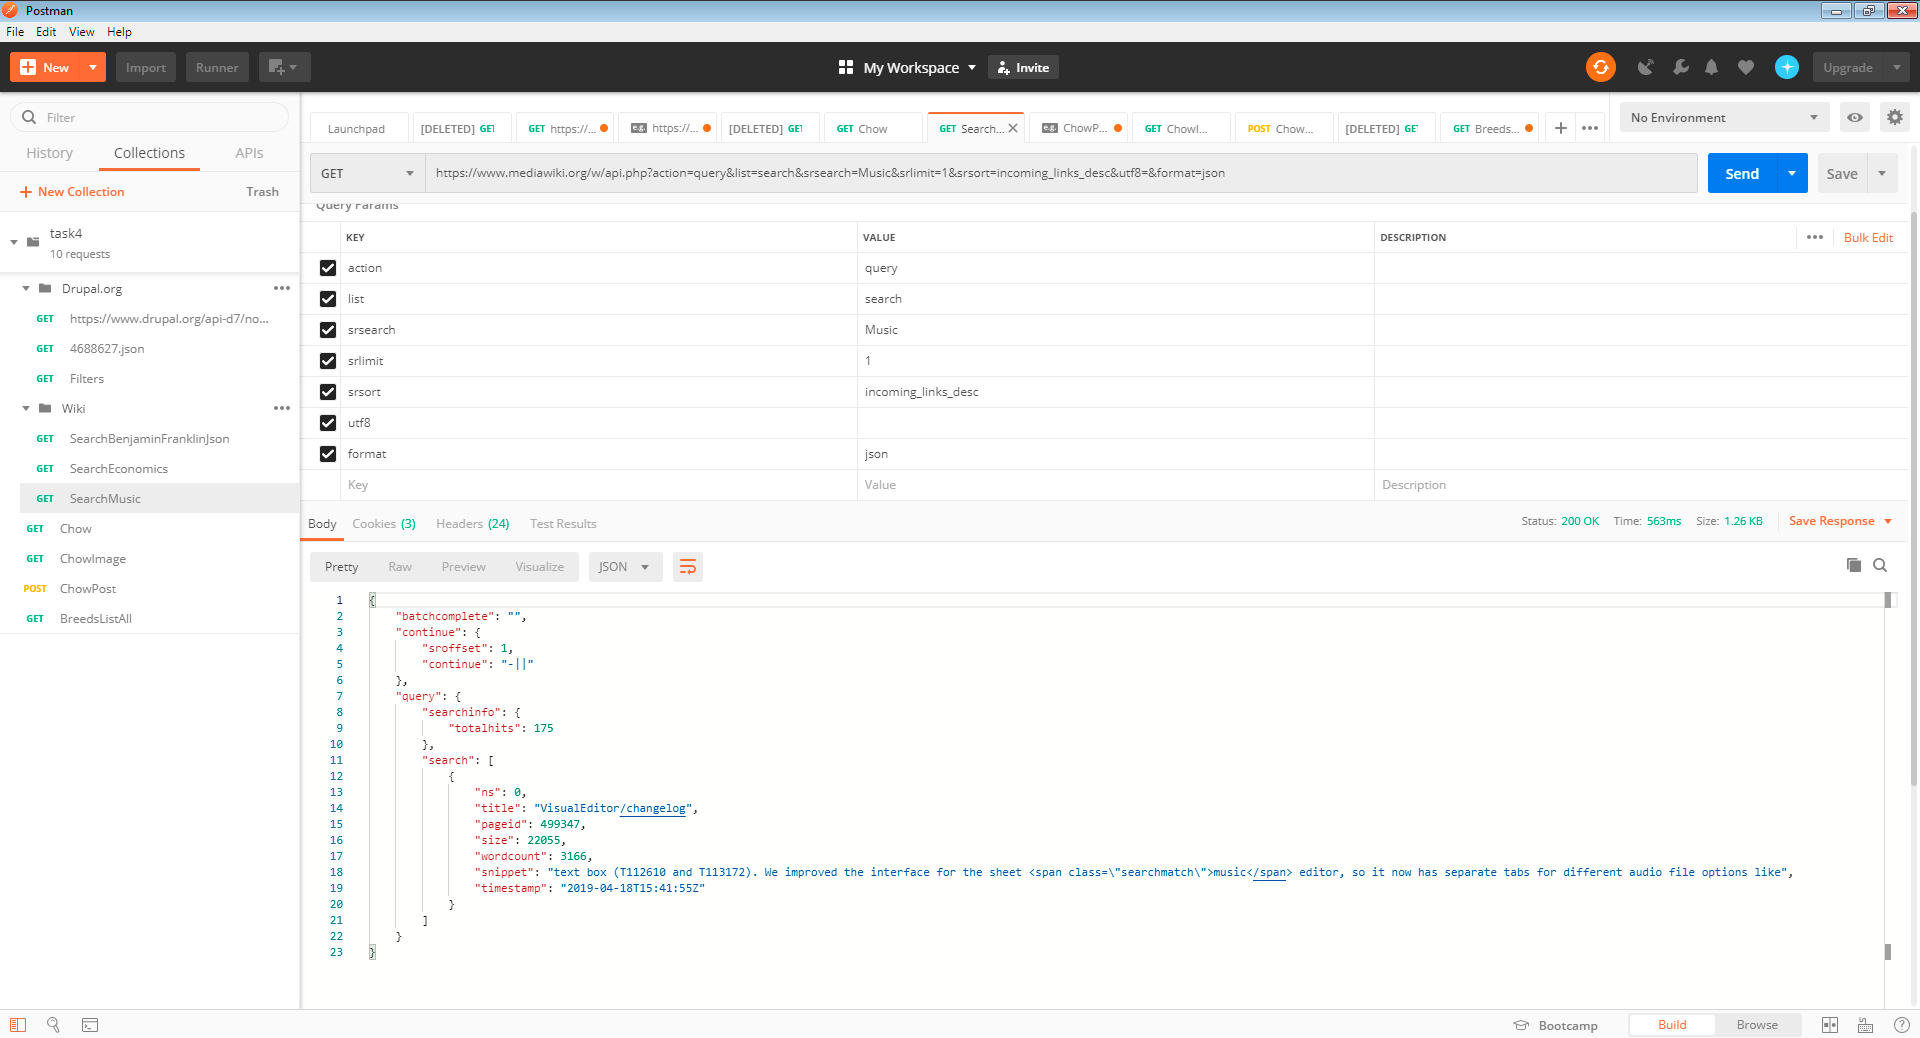 Postman
File Edit View Help
New Import Runner My Workspace Invite Upgrade
Filter
History Collections APIs
New Collection Trash
task4
10 requests
Drupal.org
GET https://www.drupal.org/api-d7/no...
GET 4688627.json
GET Filters
Wiki
GET SearchBenjaminFranklinJson
GET SearchEconomics
GET SearchMusic
GET Chow
GET ChowImage
POST ChowPost
GET BreedsListAll
Launchpad [DELETED] GET GET https://... e.g. https://... [DELETED] GET GET Chow GET Search... e.g. ChowP... GET ChowI... POST Chow... [DELETED] GET GET Breeds... No Environment
GET https://www.mediawiki.org/w/api.php?action=query&list=search&srsearch=Music&srlimit=1&srsort=incoming_links_desc&utf8=&format=json Send Save
Query Params
KEY VALUE DESCRIPTION Bulk Edit
action query
list search
srsearch Music
srlimit 1
srsort incoming_links_desc
utf8
format json
Key Value Description
Body Cookies (3) Headers (24) Test Results Status: 200 OK Time: 563ms Size: 1.26 KB Save Response
Pretty Raw Preview Visualize JSON
1 {
2 "batchcomplete": "",
3 "continue": {
4 "sroffset": 1,
5 "continue": "-||"
6 },
7 "query": {
8 "searchinfo": {
9 "totalhits": 175
10 },
11 "search": [
12 {
13 "ns": 0,
14 "title": "VisualEditor/changelog",
15 "pageid": 499347,
16 "size": 22055,
17 "wordcount": 3166,
18 "snippet": "text box (T112610 and T113172). We improved the interface for the sheet <span class=\"searchmatch\">music</span> editor, so it now has separate tabs for different audio file options like",
19 "timestamp": "2019-04-18T15:41:55Z"
20 }
21 ]
22 }
23 }
Bootcamp Build Browse